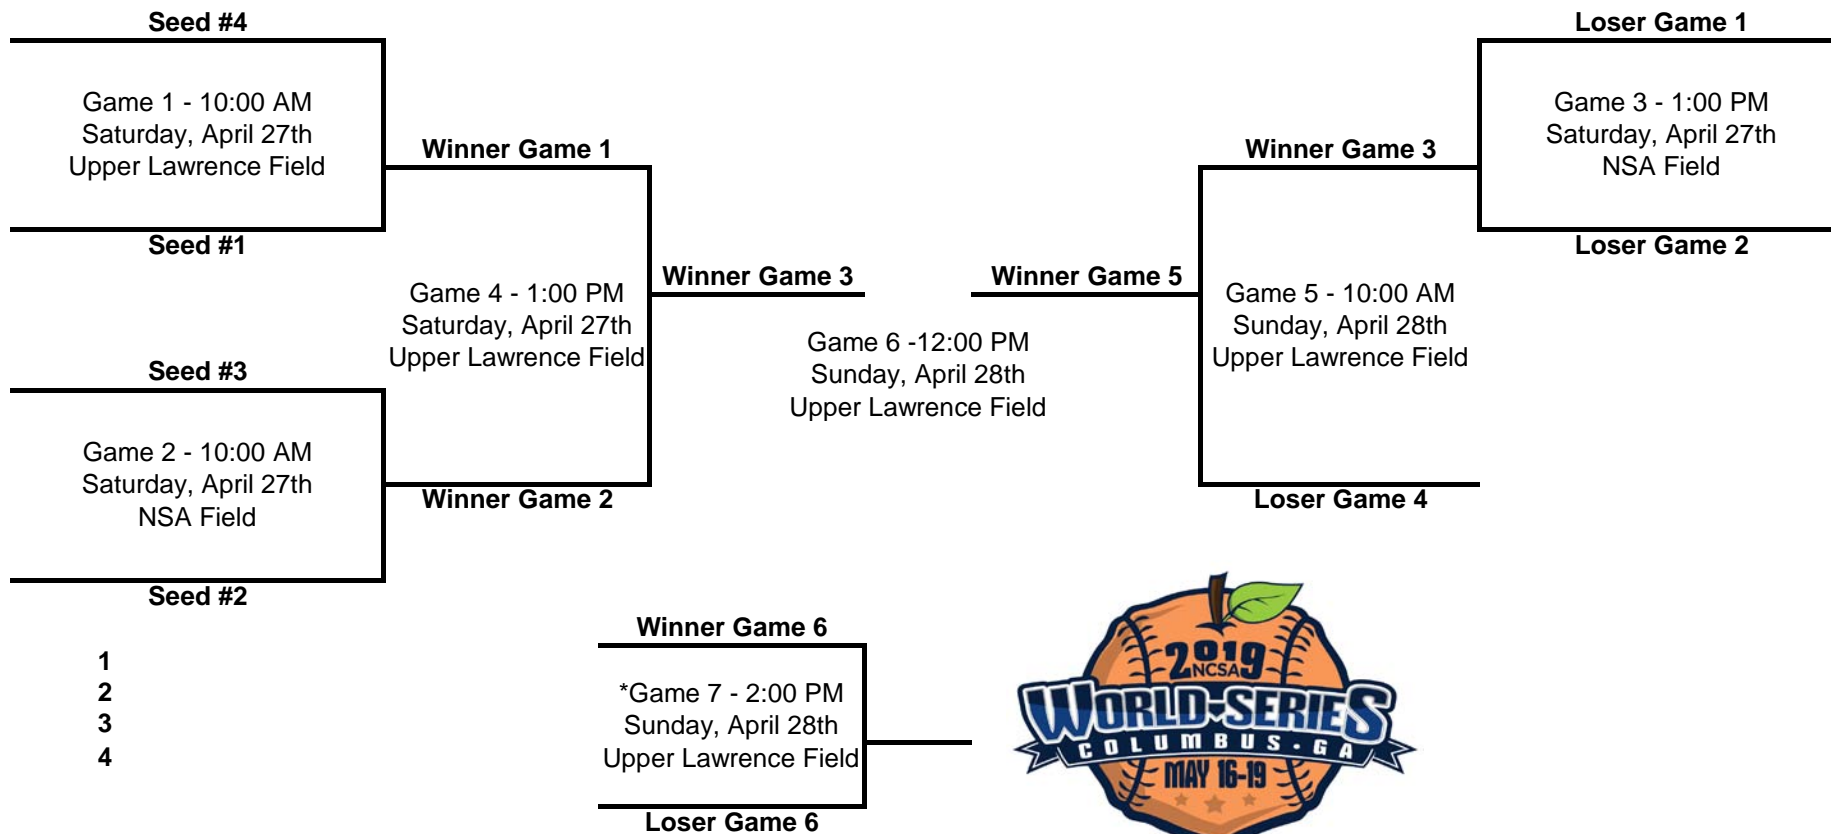 Seed #4
Game 1 - 10:00 AM
Saturday, April 27th
Upper Lawrence Field
Seed #1
Winner Game 1
Game 4 - 1:00 PM
Saturday, April 27th
Upper Lawrence Field
Winner Game 2
Seed #3
Game 2 - 10:00 AM
Saturday, April 27th
NSA Field
Seed #2
Winner Game 3
Game 6 -12:00 PM
Sunday, April 28th
Upper Lawrence Field
Winner Game 5
Winner Game 3
Game 5 - 10:00 AM
Sunday, April 28th
Upper Lawrence Field
Loser Game 4
Loser Game 1
Game 3 - 1:00 PM
Saturday, April 27th
NSA Field
Loser Game 2
1
2
3
4
Winner Game 6
*Game 7 - 2:00 PM
Sunday, April 28th
Upper Lawrence Field
Loser Game 6
2019
NCSA
WORLD SERIES
COLUMBUS · GA
MAY 16-19